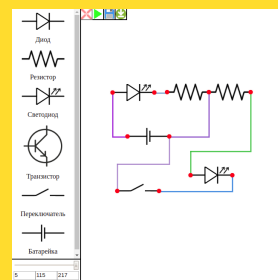 Диод
Резистор
Светодиод
Транзистор
Переключатель
Батарейка
5 115 217